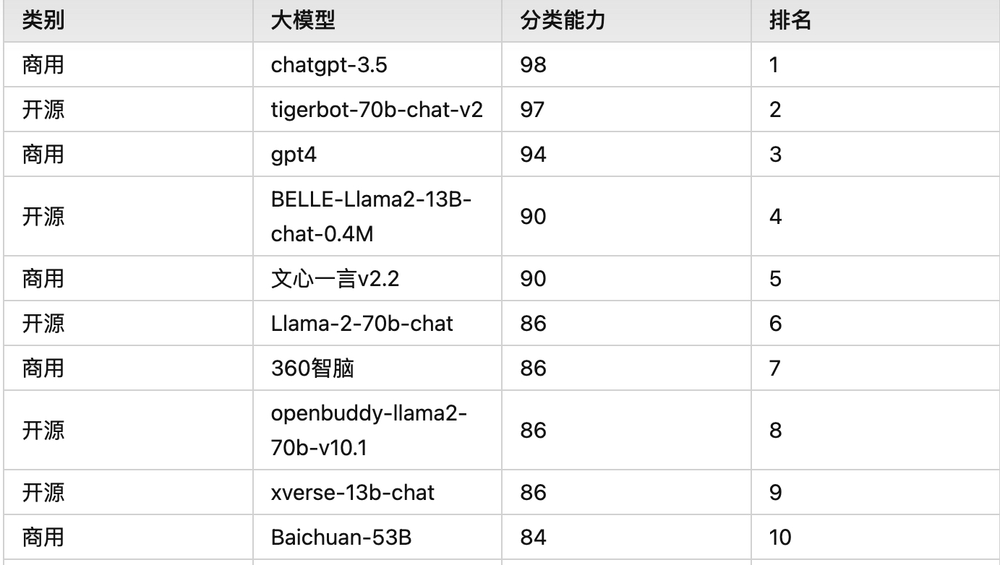 类别 大模型 分类能力 排名
商用 chatgpt-3.5 98 1
开源 tigerbot-70b-chat-v2 97 2
商用 gpt4 94 3
开源 BELLE-Llama2-13B- 90 4
chat-0.4M
商用 文心一言v2.2 90 5
开源 Llama-2-70b-chat 86 6
商用 360智脑 86 7
开源 openbuddy-llama2- 86 8
70b-v10.1
开源 xverse-13b-chat 86 9
商用 Baichuan-53B 84 10